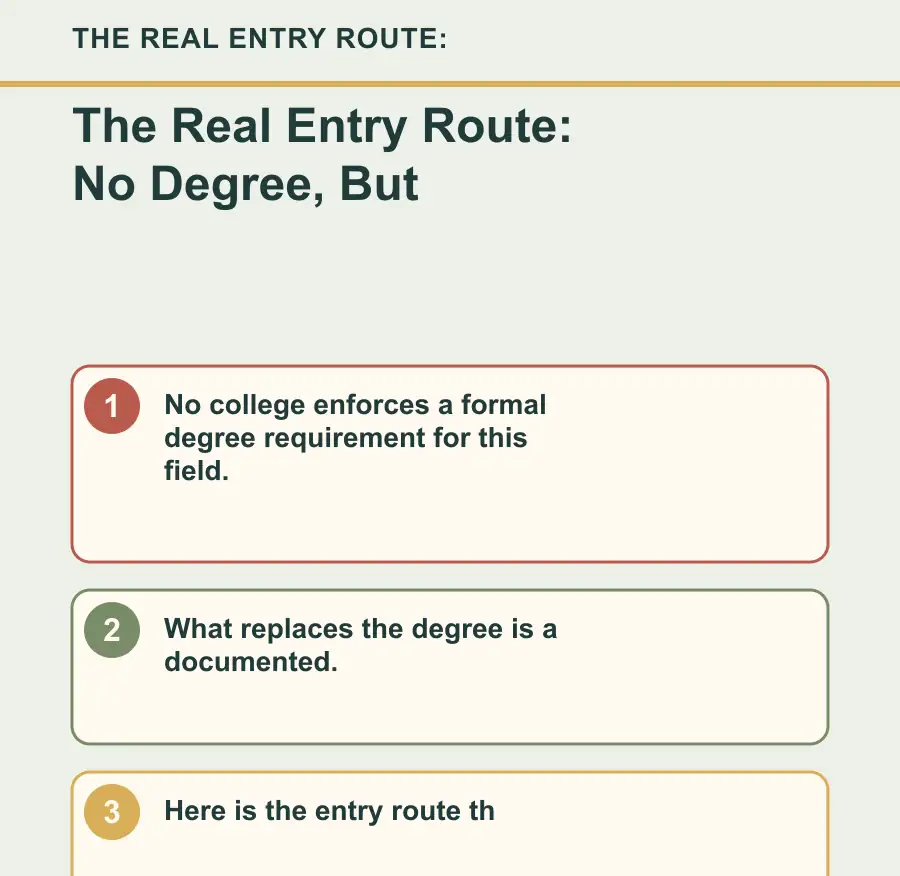 THE REAL ENTRY ROUTE:
The Real Entry Route:
No Degree, But
1
No college enforces a formal
degree requirement for this
field.
2
What replaces the degree is a
documented.
3
Here is the entry route th